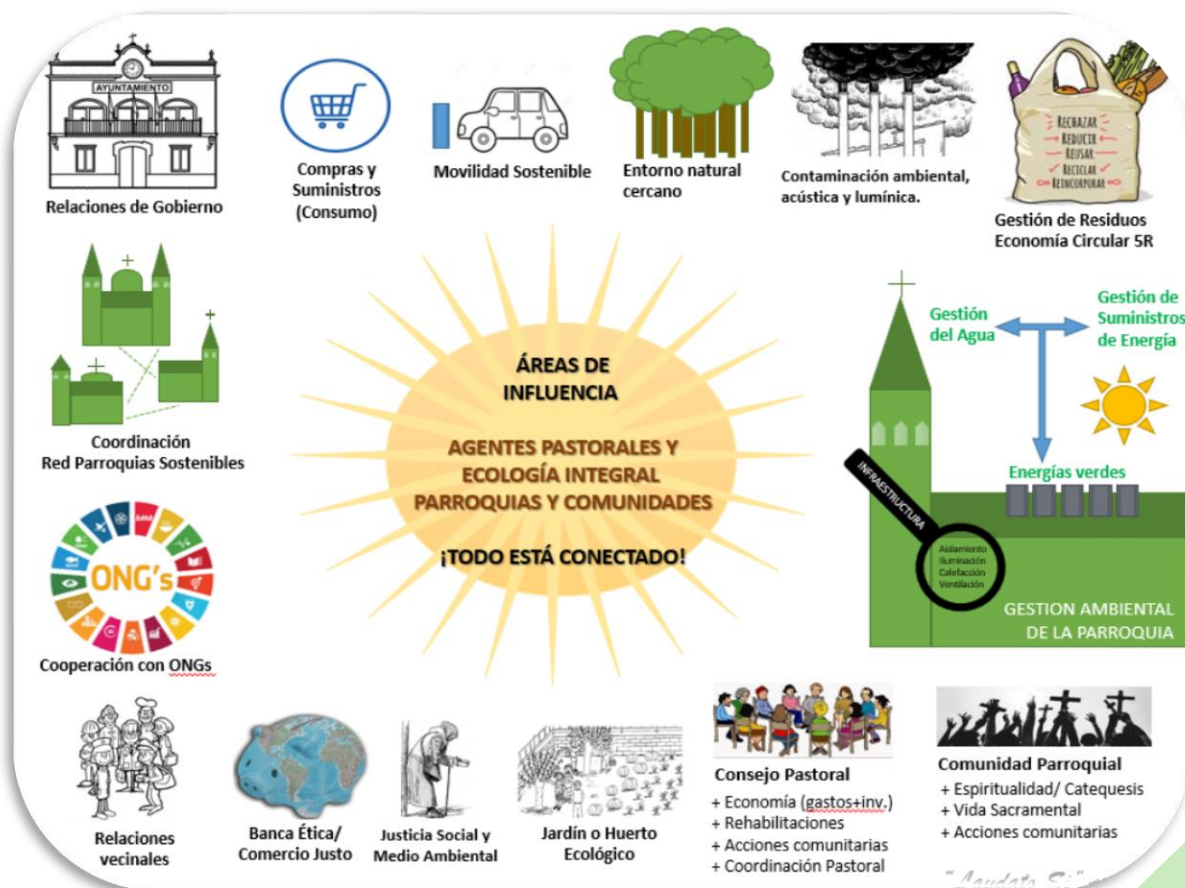 AYUNTAMIENTO
Relaciones de Gobierno
Compras y
Suministros
(Consumo)
Movilidad Sostenible
Entorno natural
cercano
Contaminación ambiental,
acústica y lumínica.
RECHAZAR
REDUCIR
REUSAR
RECICLAR
REINCORPORAR
Gestión de Residuos
Economía Circular 5R
Coordinación
Red Parroquias Sostenibles
ÁREAS DE
INFLUENCIA
AGENTES PASTORALES Y
ECOLOGÍA INTEGRAL
PARROQUIAS Y COMUNIDADES
¡TODO ESTÁ CONECTADO!
Gestión
del Agua
Gestión de
Suministros
de Energía
Energías verdes
INFRAESTRUCTURA
Aislamiento
Iluminación
Calefacción
Ventilación
GESTION AMBIENTAL
DE LA PARROQUIA
ONG's
Cooperación con ONGs
Relaciones
vecinales
Banca Ética/
Comercio Justo
Justicia Social y
Medio Ambiental
Jardín o Huerto
Ecológico
Consejo Pastoral
+ Economía (gastos+inv.)
+ Rehabilitaciones
+ Acciones comunitarias
+ Coordinación Pastoral
Comunidad Parroquial
+ Espiritualidad/ Catequesis
+ Vida Sacramental
+ Acciones comunitarias
"Laudato Si"